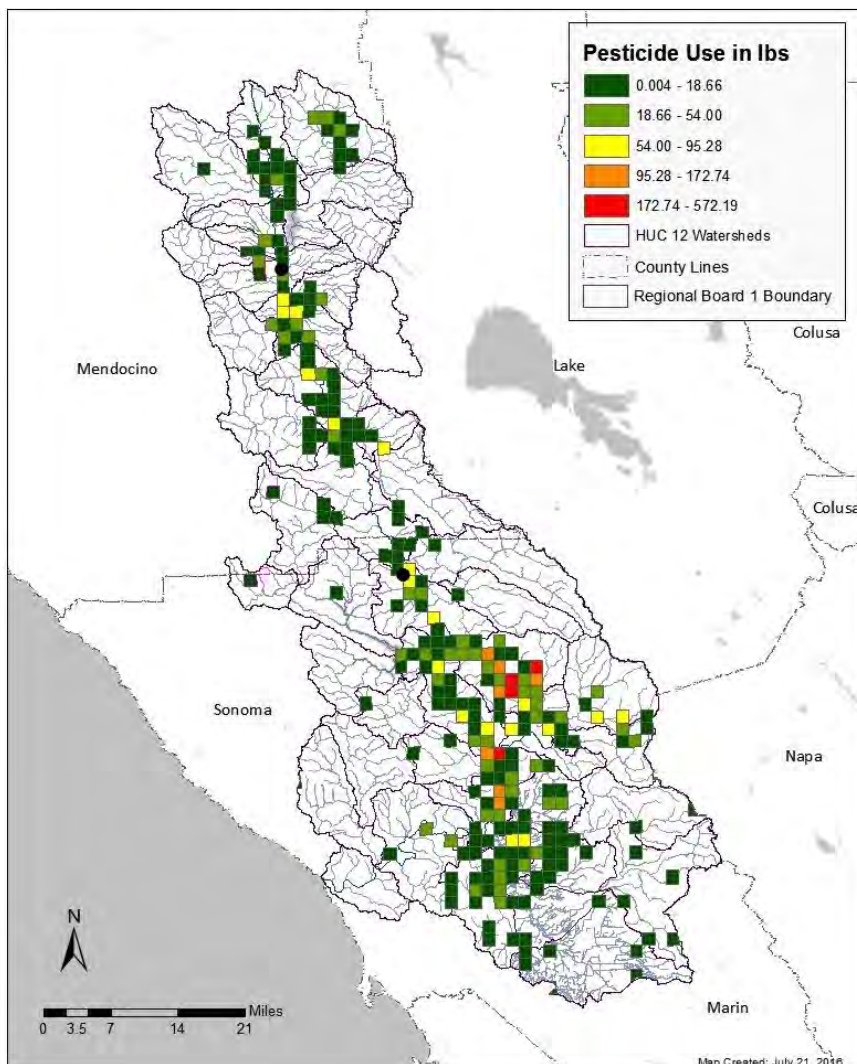 Pesticide Use in lbs
0.004 - 18.66
18.66 - 54.00
54.00 - 95.28
95.28 - 172.74
172.74 - 572.19
HUC 12 Watersheds
County Lines
Regional Board 1 Boundary
Colusa
Lake
Mendocino
Colusa
Sonoma
Napa
N
Miles
0 3.5 7 14 21
Marin
Map Created: July 21, 2016